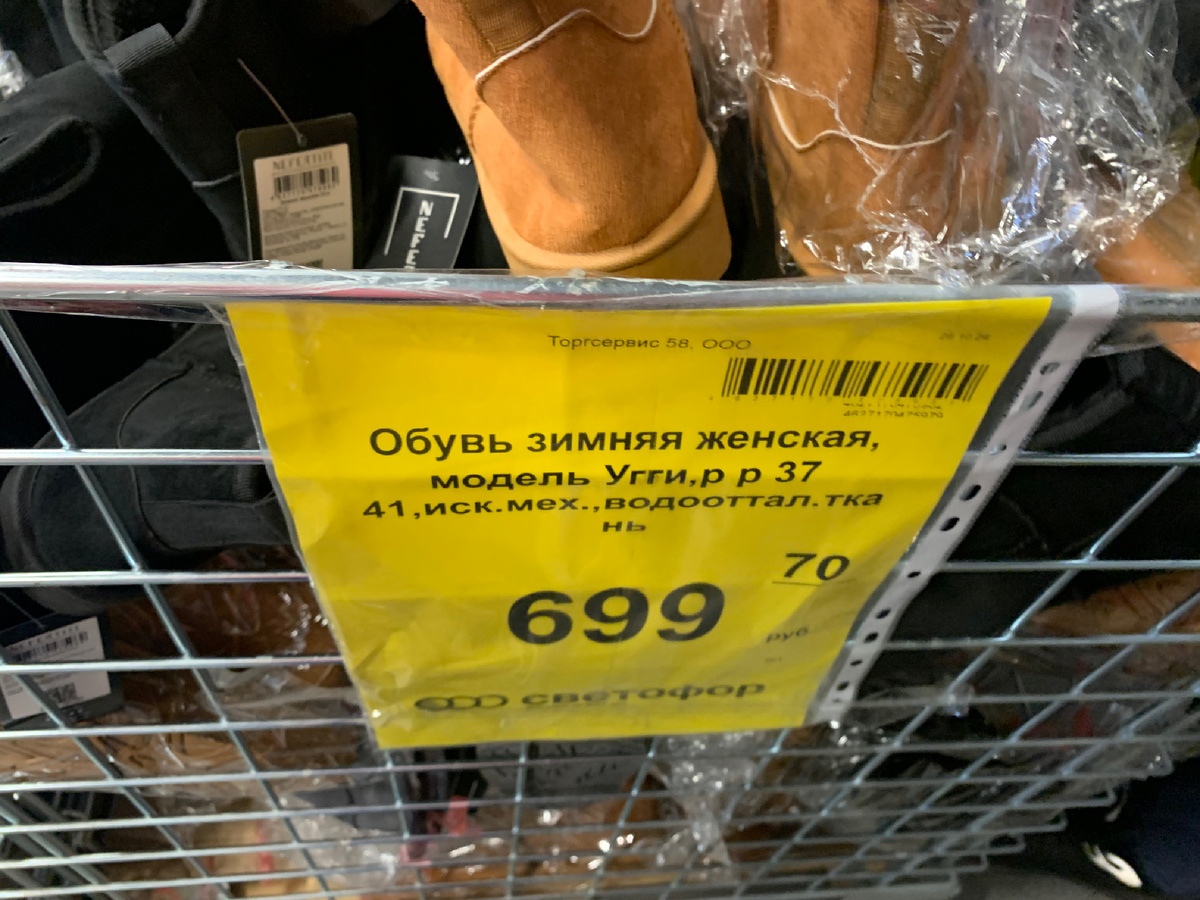 Торгсервис 58, ООО
Обувь зимняя женская,
модель Угги,р р 37
41,иск.мех.,водооттал.тка
нь
699
70
руб
светофор